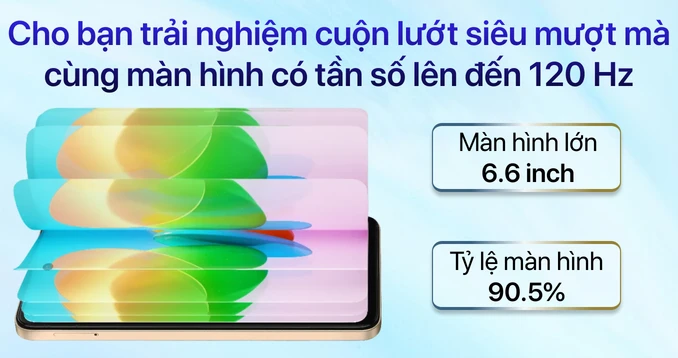 Cho bạn trải nghiệm cuộn lướt siêu mượt mà
cùng màn hình có tần số lên đến 120 Hz
Màn hình lớn
6.6 inch
Tỷ lệ màn hình
90.5%